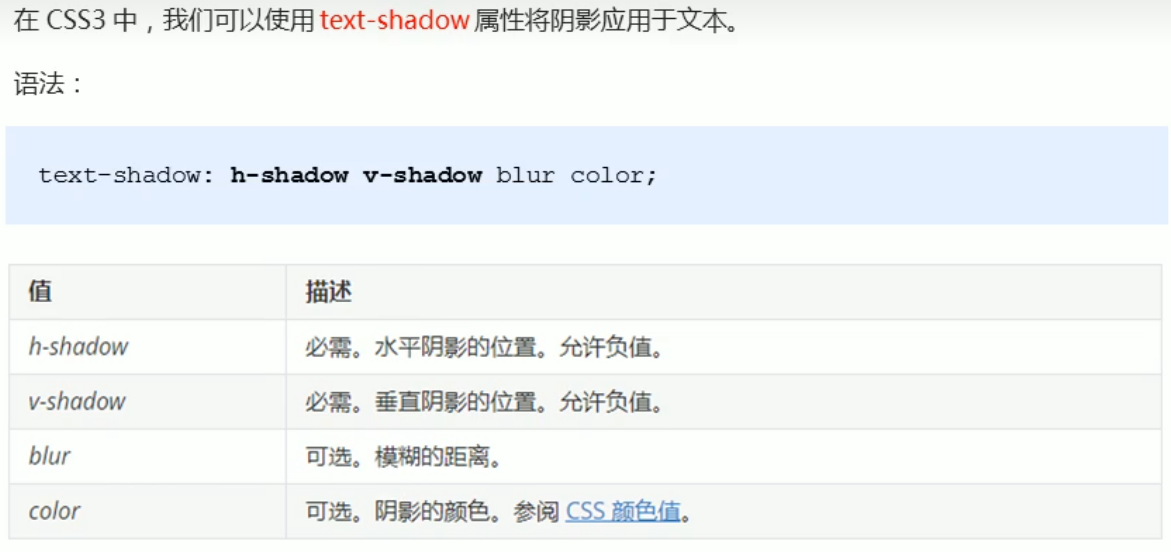 在 CSS3 中，我们可以使用 text-shadow 属性将阴影应用于文本。
语法：
text-shadow: h-shadow v-shadow blur color;
值 描述
h-shadow 必需。水平阴影的位置。允许负值。
v-shadow 必需。垂直阴影的位置。允许负值。
blur 可选。模糊的距离。
color 可选。阴影的颜色。参阅 CSS 颜色值。